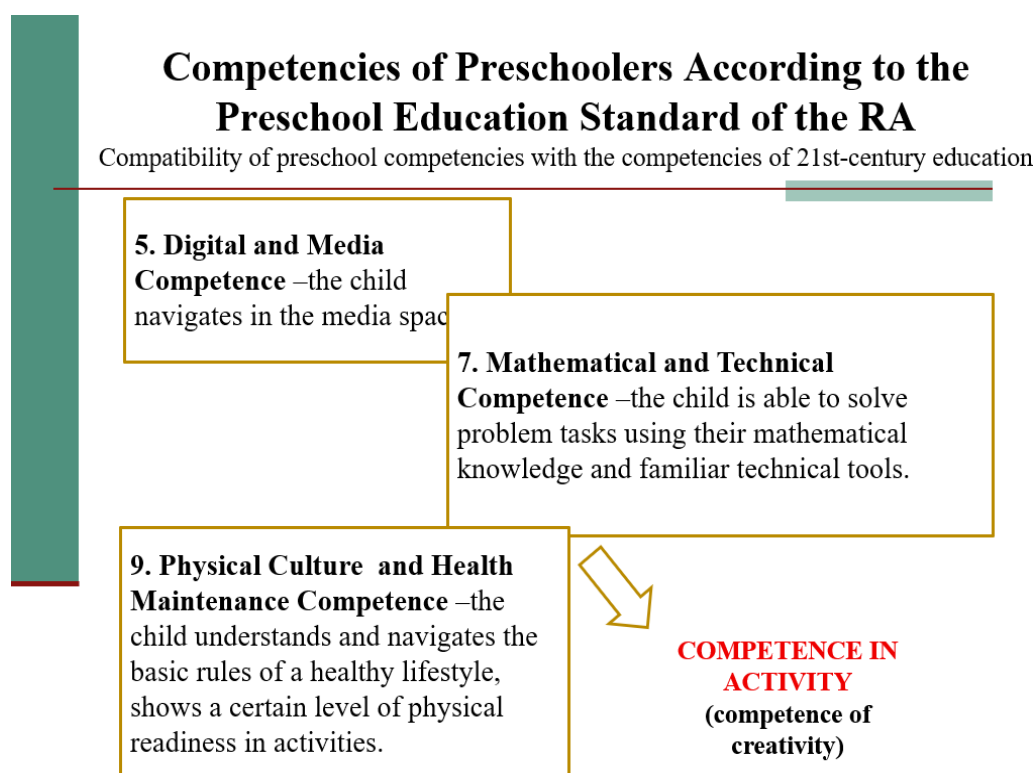 Competencies of Preschoolers According to the
Preschool Education Standard of the RA
Compatibility of preschool competencies with the competencies of 21st-century education
5. Digital and Media
Competence –the child
navigates in the media spac
7. Mathematical and Technical
Competence –the child is able to solve
problem tasks using their mathematical
knowledge and familiar technical tools.
9. Physical Culture and Health
Maintenance Competence –the
child understands and navigates the
basic rules of a healthy lifestyle,
shows a certain level of physical
readiness in activities.
COMPETENCE IN
ACTIVITY
(competence of
creativity)